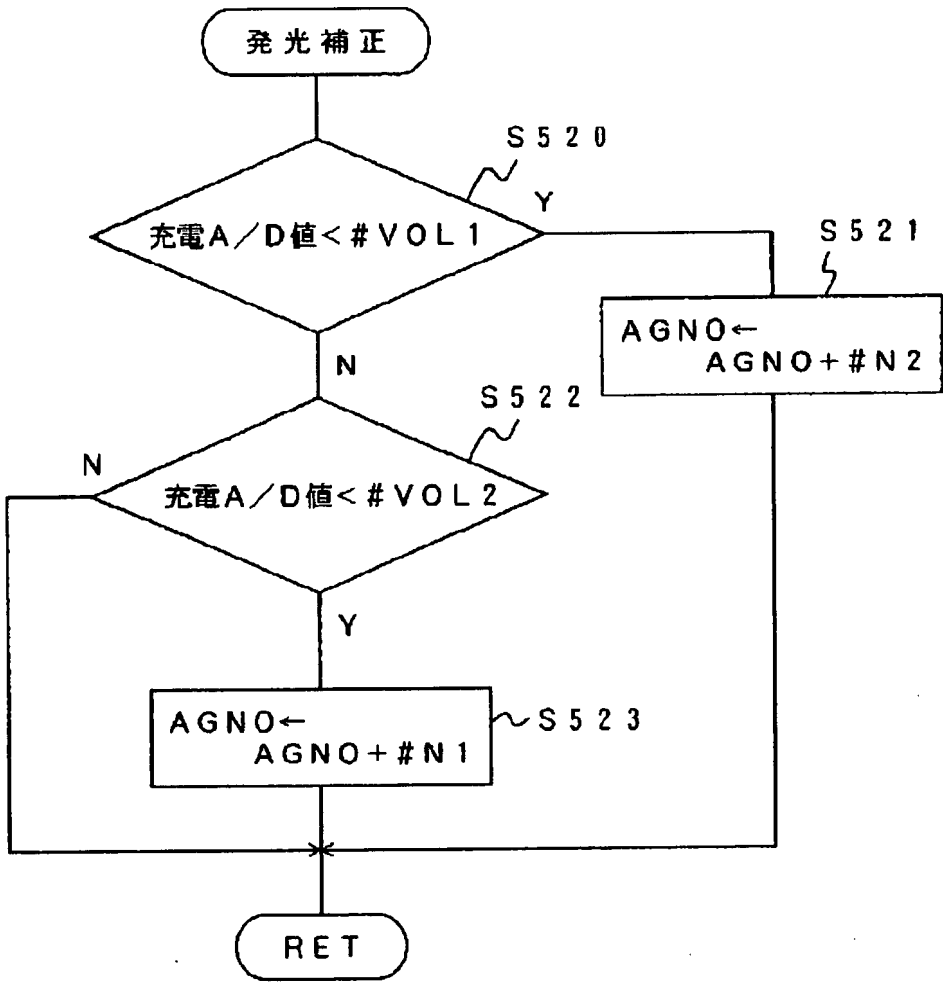 発光補正
S520
充電A／D値<#VOL1
Y
S521
AGNO←
AGNO+#N2
N
S522
N
充電A／D値<#VOL2
Y
AGNO←
AGNO+#N1
S523
RET